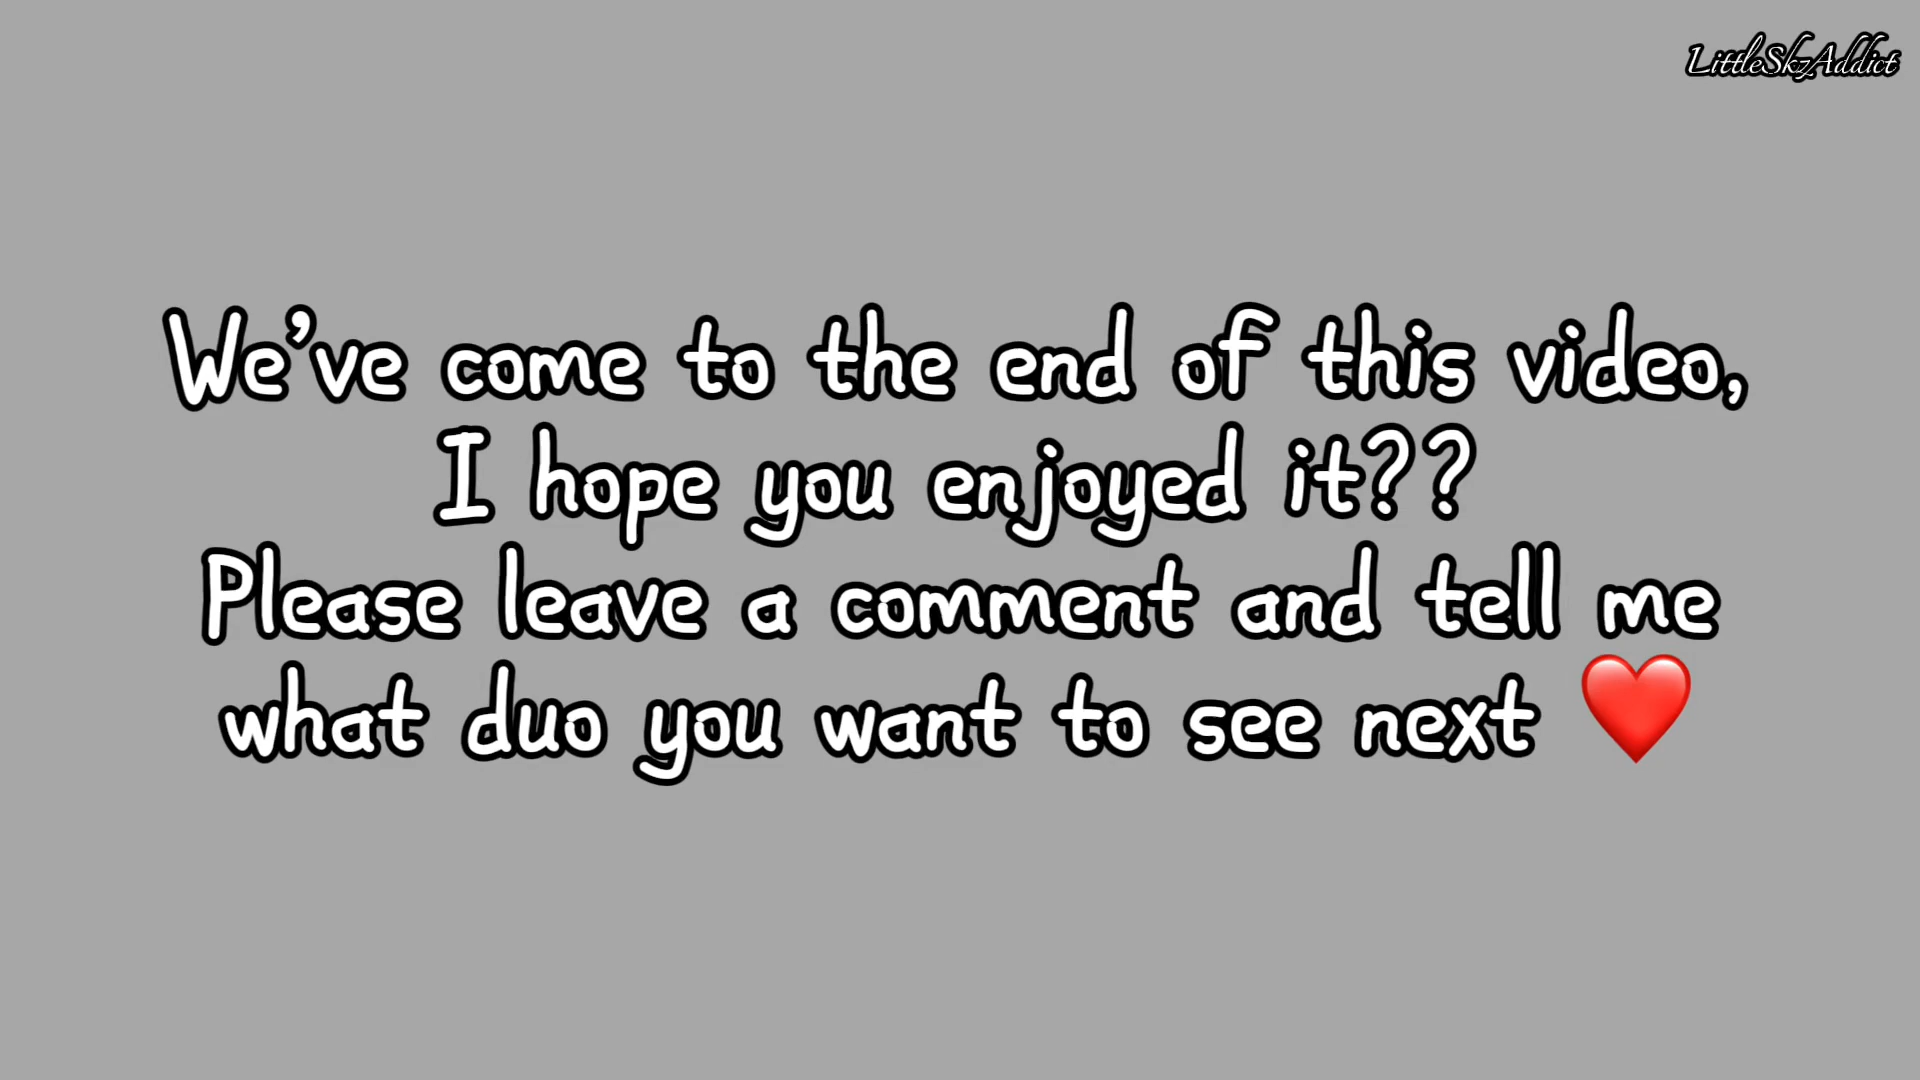 LittleSkzAddict
We've come to the end of this video,
I hope you enjoyed it??
Please leave a comment and tell me
what duo you want to see next ❤️